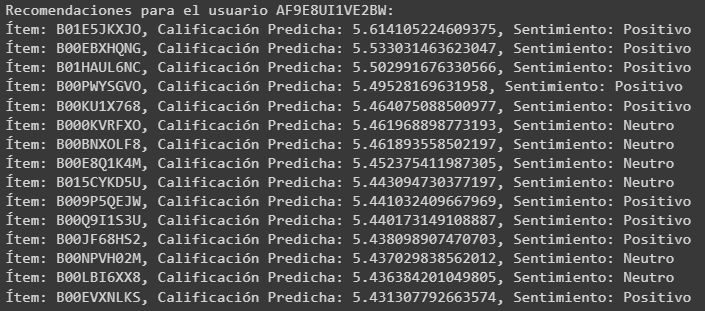 Recomendaciones para el usuario AF9E8UI1VE2BW:
Ítem: B01E5JKXJO, Calificación Predicha: 5.614105224609375, Sentimiento: Positivo
Ítem: B00EBXHQNG, Calificación Predicha: 5.533031463623047, Sentimiento: Positivo
Ítem: B01HAUL6NC, Calificación Predicha: 5.502991676330566, Sentimiento: Positivo
Ítem: B00PWYSGVO, Calificación Predicha: 5.49528169631958, Sentimiento: Positivo
Ítem: B00KU1X768, Calificación Predicha: 5.464075088500977, Sentimiento: Positivo
Ítem: B000KVRFXO, Calificación Predicha: 5.461968898773193, Sentimiento: Neutro
Ítem: B00BNXOLF8, Calificación Predicha: 5.461893558502197, Sentimiento: Neutro
Ítem: B00E8Q1K4M, Calificación Predicha: 5.452375411987305, Sentimiento: Neutro
Ítem: B015CYKD5U, Calificación Predicha: 5.443094730377197, Sentimiento: Neutro
Ítem: B009P5QEJW, Calificación Predicha: 5.441032409667969, Sentimiento: Positivo
Ítem: B00Q9I1S3U, Calificación Predicha: 5.440173149108887, Sentimiento: Positivo
Ítem: B00JF68HS2, Calificación Predicha: 5.438098907470703, Sentimiento: Positivo
Ítem: B00NPVH02M, Calificación Predicha: 5.437029838562012, Sentimiento: Neutro
Ítem: B00LBI6XX8, Calificación Predicha: 5.436384201049805, Sentimiento: Neutro
Ítem: B00EVXNLKS, Calificación Predicha: 5.431307792663574, Sentimiento: Positivo